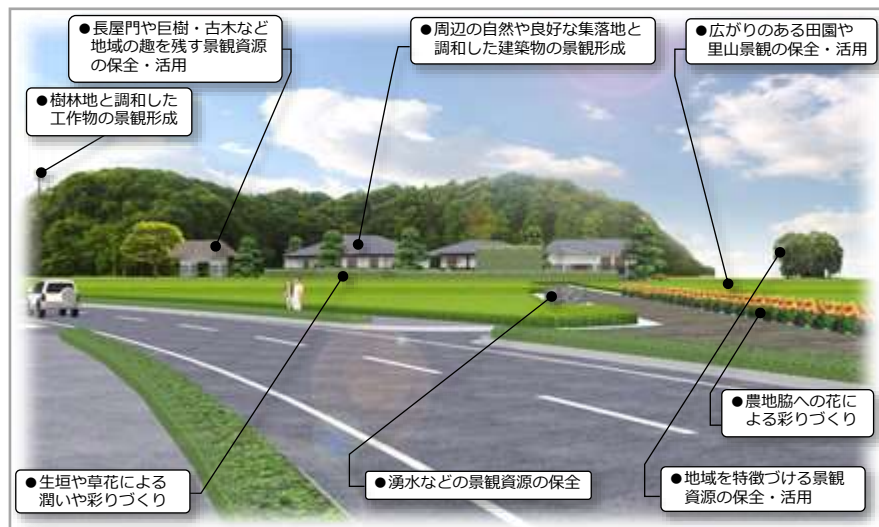 ●長屋門や巨樹・古木など
地域の趣を残す景観資源
の保全・活用
●周辺の自然や良好な集落地と
調和した建築物の景観形成
●広がりのある田園や
里山景観の保全・活用
●樹林地と調和した
工作物の景観形成
●農地脇への花に
よる彩りづくり
●生垣や草花による
潤いや彩りづくり
●湧水などの景観資源の保全
●地域を特徴づける景観
資源の保全・活用